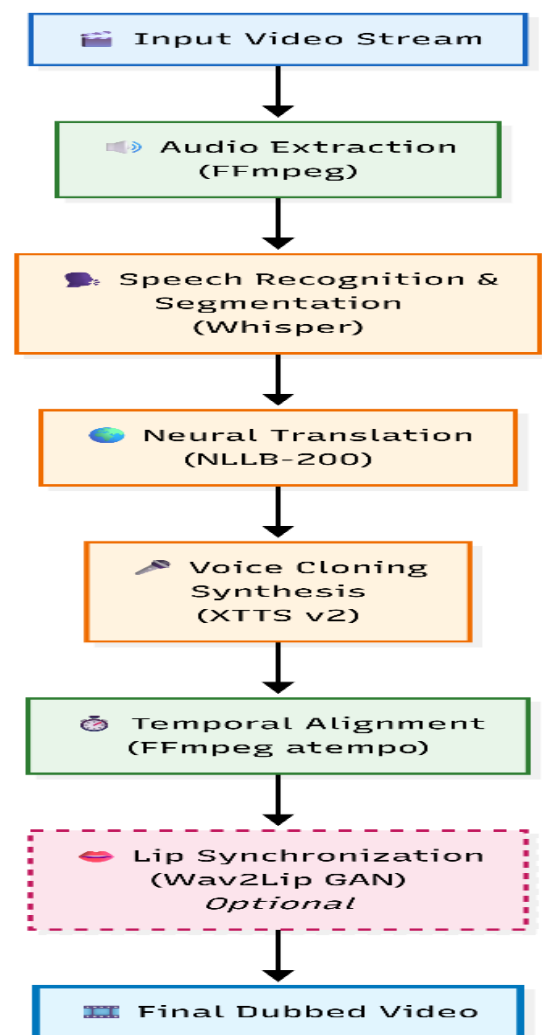 Input Video Stream
Audio Extraction
(FFmpeg)
Speech Recognition &
Segmentation
(Whisper)
Neural Translation
(NLLB-200)
Voice Cloning
Synthesis
(XTTS v2)
Temporal Alignment
(FFmpeg atempo)
Lip Synchronization
(Wav2Lip GAN)
Optional
Final Dubbed Video